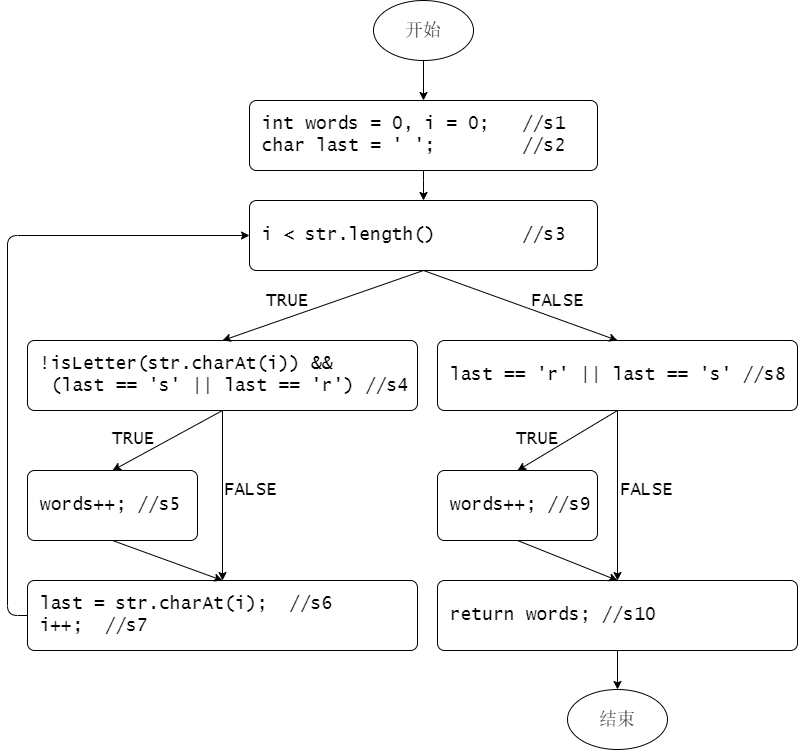 开始
int words = 0, i = 0;   //s1
char last = ' ';        //s2
i < str.length()        //s3
TRUE
FALSE
!isLetter(str.charAt(i)) &&
(last == 's' || last == 'r') //s4
last == 'r' || last == 's' //s8
TRUE
TRUE
FALSE
FALSE
words++; //s5
words++; //s9
last = str.charAt(i);  //s6
i++;  //s7
return words; //s10
结束